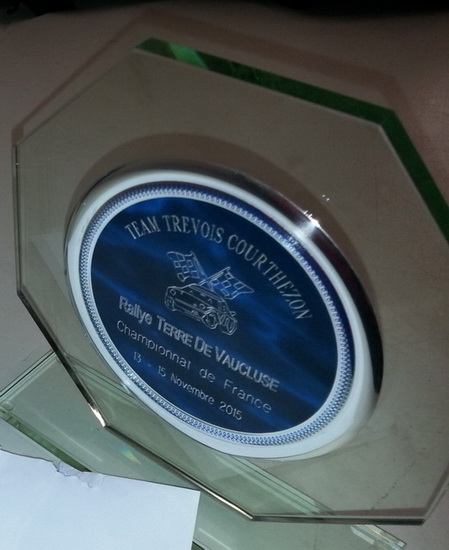 TEAM TREVOIS COURTHEZON
Rallye TERRE DE VAUCLUSE
Championnat de France
13 - 15 Novembre 2015